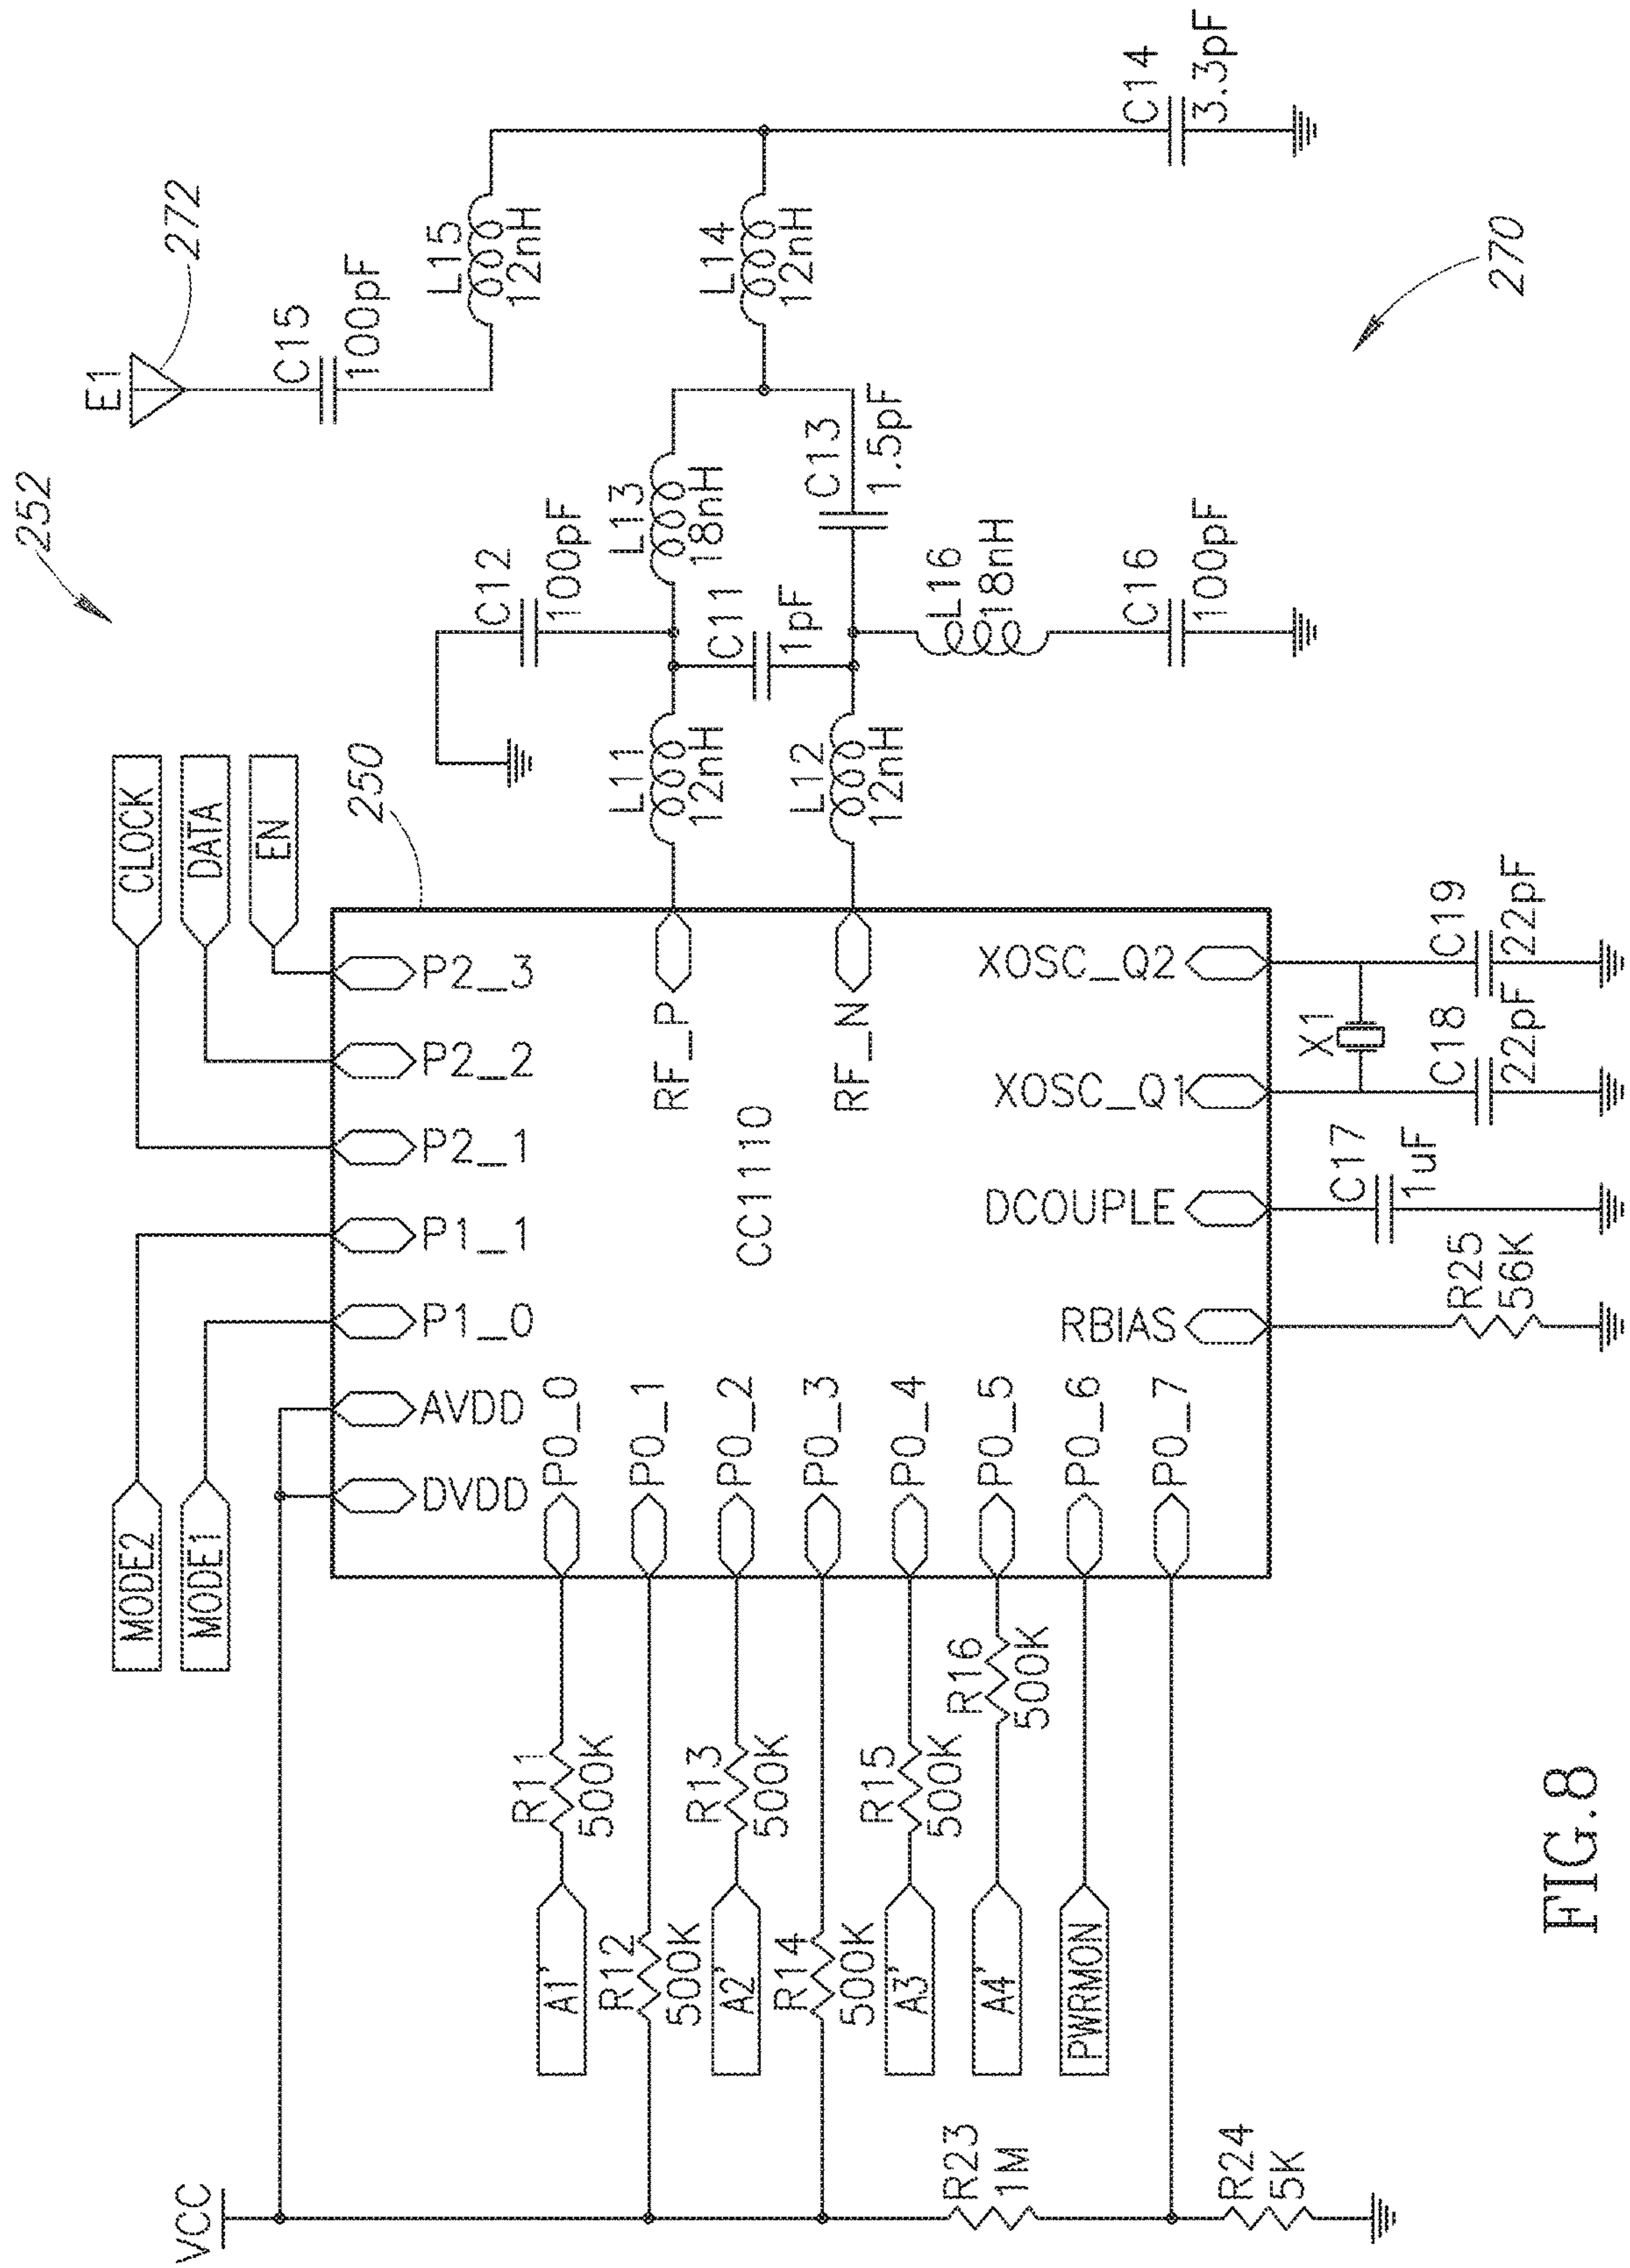 252
E1
272
C15
100pF
L15
12nH
L14
12nH
C14
3.3pF
270
CLOCK
DATA
EN
250
C12
100pF
L13
18nH
C11
1pF
C13
1.5pF
L11
12nH
L12
12nH
L16
18nH
C16
100pF
MODE2
MODE1
DVDD
AVDD
P1_0
P1_1
P2_1
P2_2
P2_3
RF_P
RF_N
CC1110
XOSC_Q2
XOSC_Q1
DCOUPLE
RBIAS
X1
C19
22pF
C18
22pF
C17
1uF
R25
56K
P0_0
P0_1
P0_2
P0_3
P0_4
P0_5
P0_6
P0_7
R11
500K
R12
500K
R13
500K
R14
500K
R15
500K
R16
500K
A1'
A2'
A3'
A4'
PWRMON
VCC
R23
1M
R24
5K
FIG.8